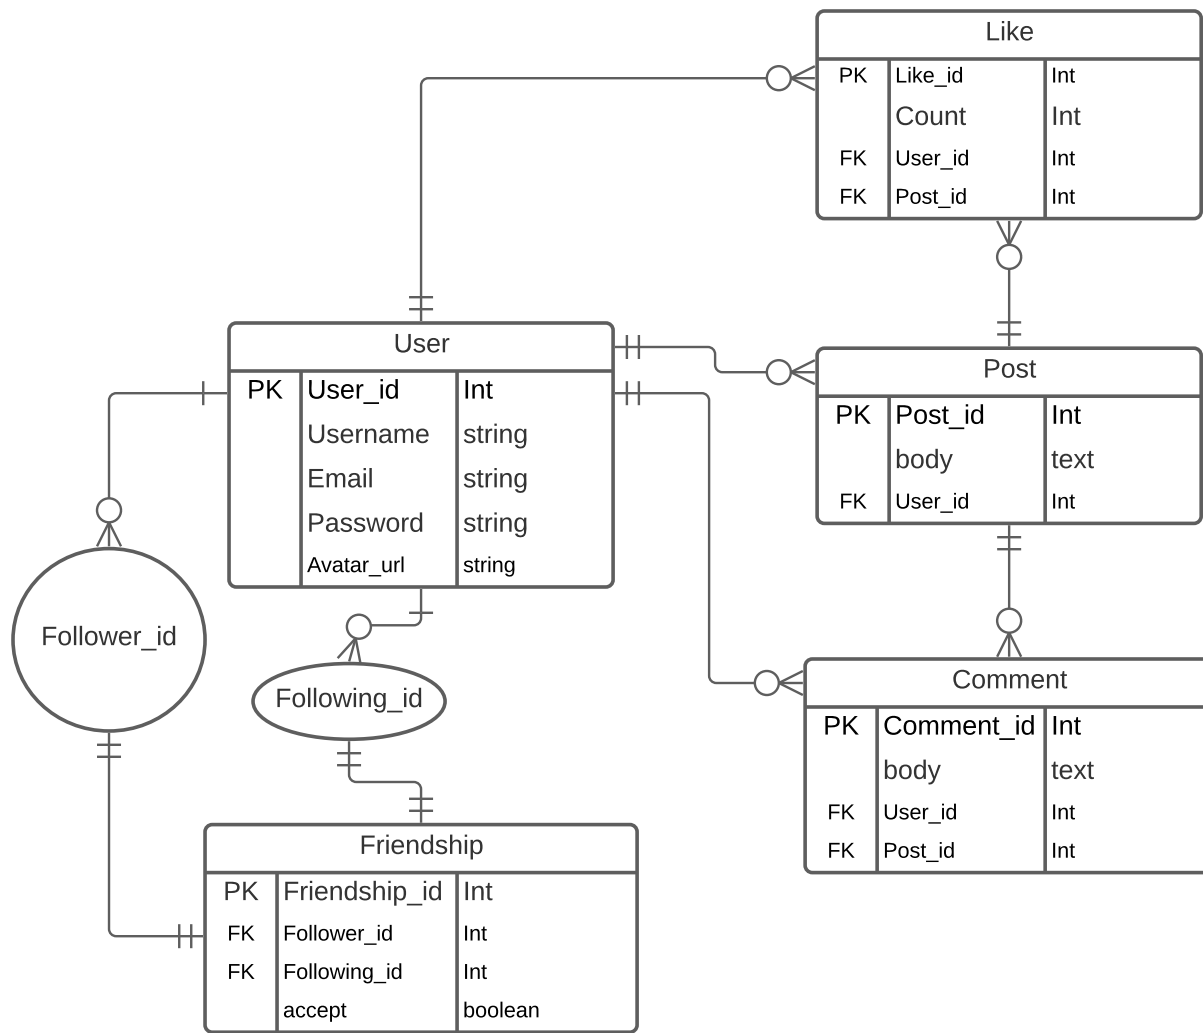 Like
PK Like_id Int
Count Int
FK User_id Int
FK Post_id Int
User
PK User_id Int
Username string
Email string
Password string
Avatar_url string
Post
PK Post_id Int
body text
FK User_id Int
Follower_id
Following_id
Comment
PK Comment_id Int
body text
FK User_id Int
FK Post_id Int
Friendship
PK Friendship_id Int
FK Follower_id Int
FK Following_id Int
accept boolean